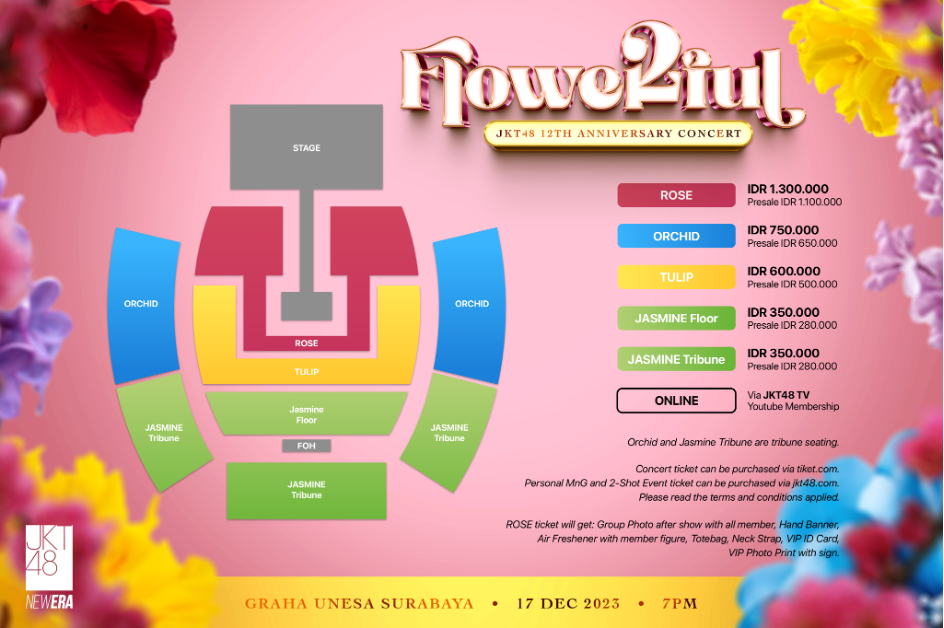 Flowerful
JKT48 12TH ANNIVERSARY CONCERT
STAGE
ORCHID
ORCHID
ROSE
TULIP
Jasmine
Floor
FOH
JASMINE
Tribune
JASMINE
Tribune
JASMINE
Tribune
ROSE
IDR 1.300.000
Presale IDR 1.100.000
ORCHID
IDR 750.000
Presale IDR 650.000
TULIP
IDR 600.000
Presale IDR 500.000
JASMINE Floor
IDR 350.000
Presale IDR 280.000
JASMINE Tribune
IDR 350.000
Presale IDR 280.000
ONLINE
Via JKT48 TV
Youtube Membership
Orchid and Jasmine Tribune are tribune seating.
Concert ticket can be purchased via tiket.com.
Personal MnG and 2-Shot Event ticket can be purchased via jkt48.com.
Please read the terms and conditions applied.
ROSE ticket will get: Group Photo after show with all member, Hand Banner,
Air Freshener with member figure, Totebag, Neck Strap, VIP ID Card,
VIP Photo Print with sign.
JKT
48
NEWERA
GRAHA UNESA SURABAYA • 17 DEC 2023 • 7PM